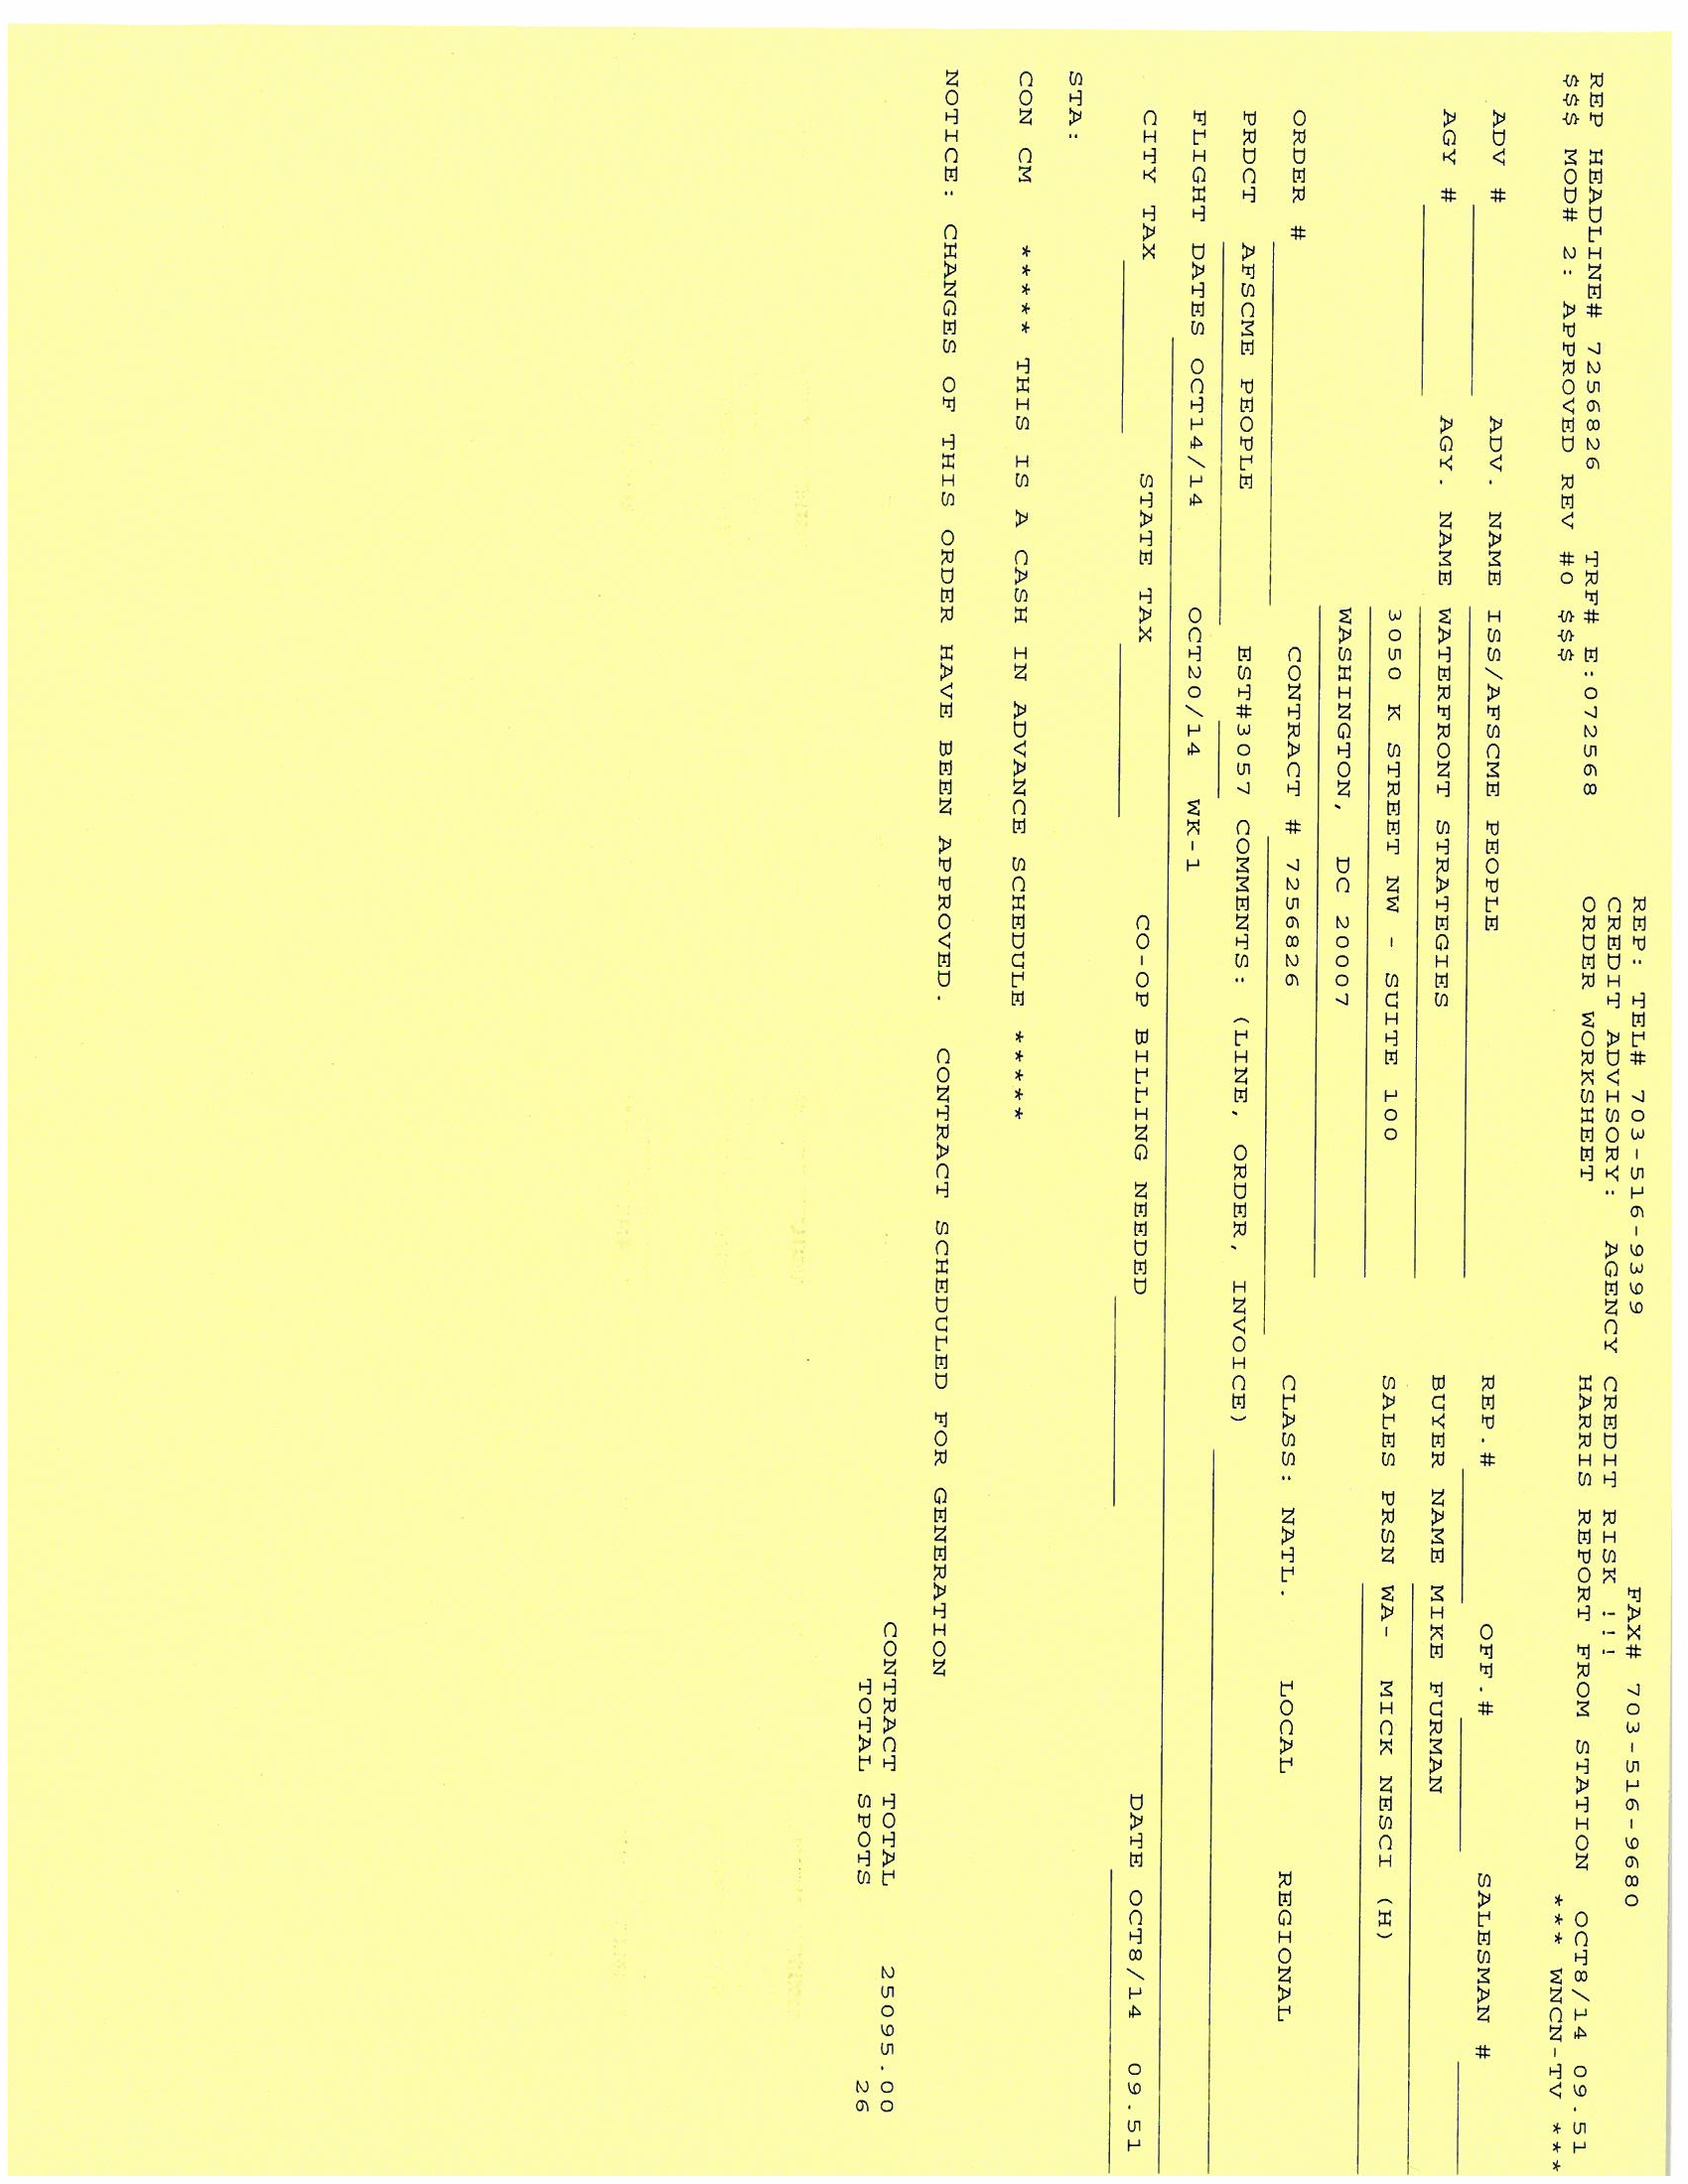 REP: TEL# 703-516-9399 FAX# 703-516-9680
CREDIT ADVISORY: AGENCY CREDIT RISK !!!
REP HEADLINE# 7256826 TRF# E:072568 ORDER WORKSHEET HARRIS REPORT FROM STATION OCT8/14 09.51
$$$ MOD# 2: APPROVED REV #0 $$$ *** WNCN-TV ***
ADV # ADV. NAME ISS/AFSCME PEOPLE REP.# OFF.# SALESMAN #
AGY # AGY. NAME WATERFRONT STRATEGIES BUYER NAME MIKE FURMAN
3050 K STREET NW - SUITE 100 SALES PRSN WA- MICK NESCI (H)
WASHINGTON, DC 20007
ORDER # CONTRACT # 7256826 CLASS: NATL. LOCAL REGIONAL
PRDCT AFSCME PEOPLE EST#3057 COMMENTS: (LINE, ORDER, INVOICE)
FLIGHT DATES OCT14/14 OCT20/14 WK-1
CITY TAX STATE TAX CO-OP BILLING NEEDED DATE OCT8/14 09.51
STA:
CON CM ***** THIS IS A CASH IN ADVANCE SCHEDULE *****
NOTICE: CHANGES OF THIS ORDER HAVE BEEN APPROVED. CONTRACT SCHEDULED FOR GENERATION
CONTRACT TOTAL 25095.00
TOTAL SPOTS 26